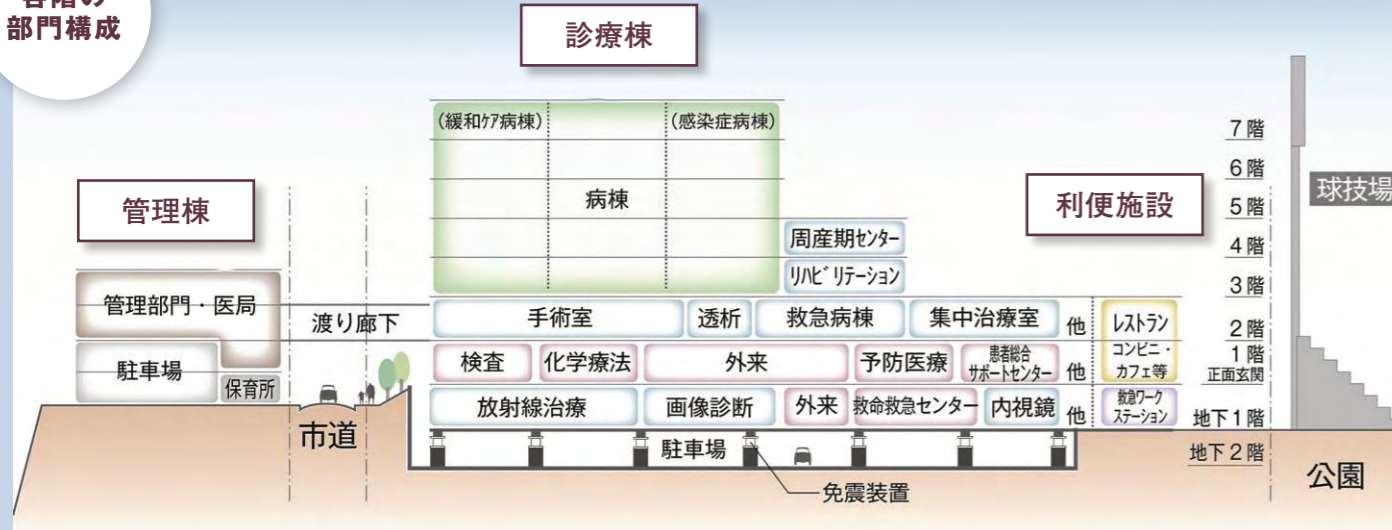 部門構成
診療棟
管理棟
利便施設
(緩和ケア病棟)
(感染症病棟)
病棟
周産期センター
リハビリテーション
管理部門・医局
渡り廊下
手術室
透析
救急病棟
集中治療室
他
レストラン
駐車場
保育所
検査
化学療法
外来
予防医療
患者総合
サポートセンター
他
コンビニ・
カフェ等
放射線治療
画像診断
外来
救命救急センター
内視鏡
他
救急ワーク
ステーション
市道
駐車場
免震装置
7階
6階
5階
4階
3階
2階
1階
正面玄関
地下1階
地下2階
球技場
公園